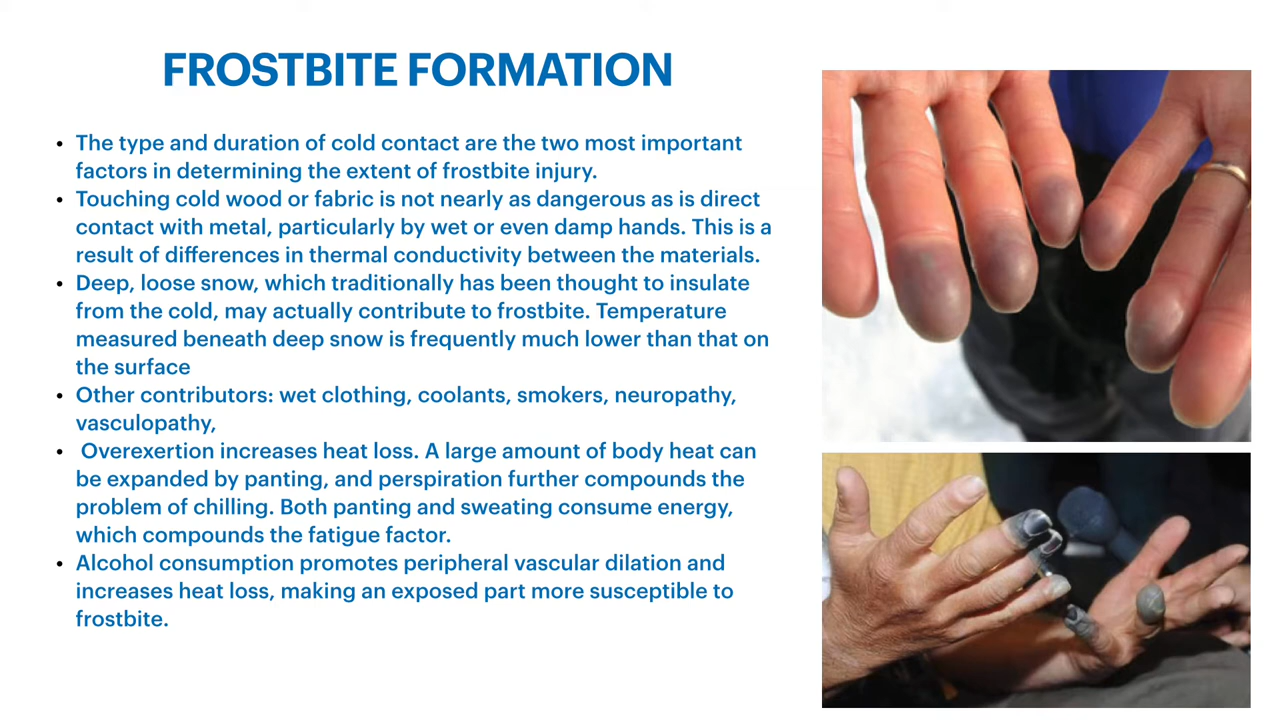 FROSTBITE FORMATION
• The type and duration of cold contact are the two most important
factors in determining the extent of frostbite injury.
• Touching cold wood or fabric is not nearly as dangerous as is direct
contact with metal, particularly by wet or even damp hands. This is a
result of differences in thermal conductivity between the materials.
• Deep, loose snow, which traditionally has been thought to insulate
from the cold, may actually contribute to frostbite. Temperature
measured beneath deep snow is frequently much lower than that on
the surface
• Other contributors: wet clothing, coolants, smokers, neuropathy,
vasculopathy,
• Overexertion increases heat loss. A large amount of body heat can
be expanded by panting, and perspiration further compounds the
problem of chilling. Both panting and sweating consume energy,
which compounds the fatigue factor.
• Alcohol consumption promotes peripheral vascular dilation and
increases heat loss, making an exposed part more susceptible to
frostbite.